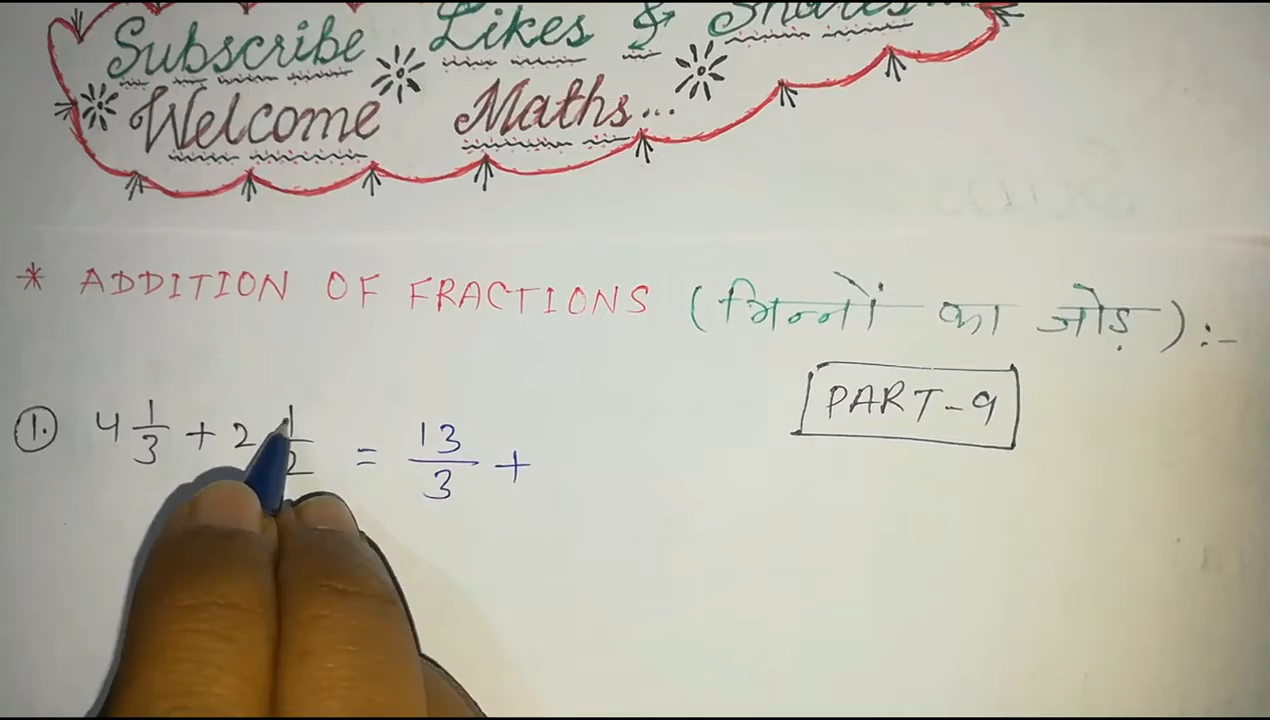 Subscribe Likes & Shares...
Welcome Maths...
* ADDITION OF FRACTIONS (भिन्नों का जोड़) :-
PART-9
1. 4 1/3 + 2 1/2 = 13/3 +